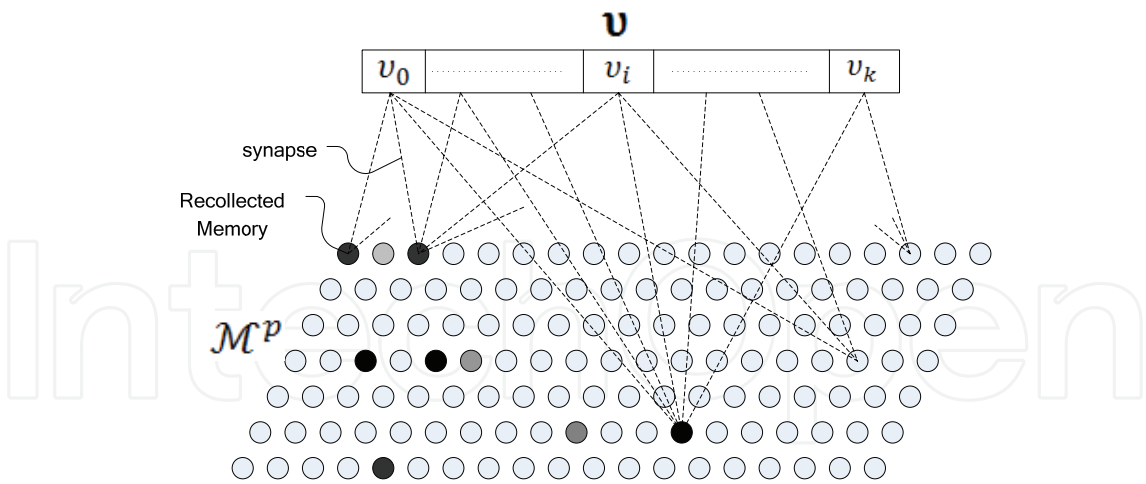 υ
υ₀ υᵢ υₖ
synapse
Recollected
Memory
ℳᵖ
IntechOpen